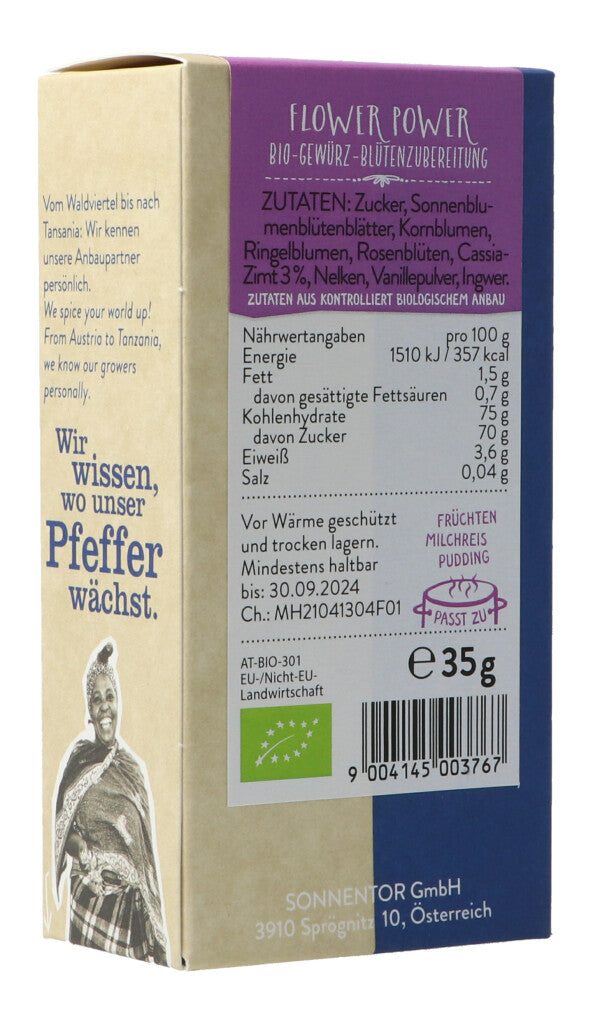 Vom Waldviertel bis nach
Tansania: Wir kennen
unsere Anbaupartner
persönlich.
We spice your world up!
From Austria to Tanzania,
we know our growers
personally.
Wir
wissen,
wo unser
Pfeffer
wächst.
FLOWER POWER
BIO-GEWÜRZ-BLÜTENZUBEREITUNG
ZUTATEN: Zucker, Sonnenblu-
menblütenblätter, Kornblumen,
Ringelblumen, Rosenblüten, Cassia-
Zimt 3 %, Nelken, Vanillepulver, Ingwer.
ZUTATEN AUS KONTROLLIERT BIOLOGISCHEM ANBAU
Nährwertangaben pro 100 g
Energie 1510 kJ / 357 kcal
Fett 1,5 g
davon gesättigte Fettsäuren 0,7 g
Kohlenhydrate 75 g
davon Zucker 70 g
Eiweiß 3,6 g
Salz 0,04 g
Vor Wärme geschützt
und trocken lagern.
Mindestens haltbar
bis: 30.09.2024
Ch.: MH21041304F01
FRÜCHTEN
MILCHREIS
PUDDING
PASST ZU
AT-BIO-301
EU-/Nicht-EU-
Landwirtschaft
℮ 35 g
9 004145 003767
SONNENTOR GmbH
3910 Sprögnitz 10, Österreich